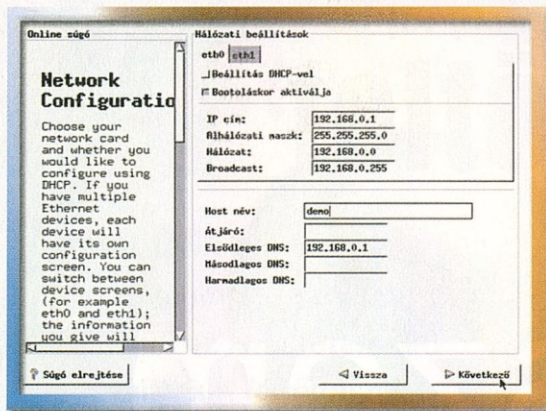 Online súgó
Network
Configuratio
Choose your
network card
and whether you
would like to
configure using
DHCP. If you
have multiple
Ethernet
devices, each
device will
have its own
configuration
screen. You can
switch between
device screens,
(for example
eth0 and eth1);
the information
you give will
Hálózati beállítások
eth0 eth1
Beállítás DHCP-vel
Bootoláskor aktiválja
IP cím: 192.168.0.1
Alhálózati maszk: 255.255.255.0
Hálózat: 192.168.0.0
Broadcast: 192.168.0.255
Host név: demo
Átjáró:
Elsődleges DNS: 192.168.0.1
Másodlagos DNS:
Harmadlagos DNS:
? Súgó elrejtése
Vissza
Következő